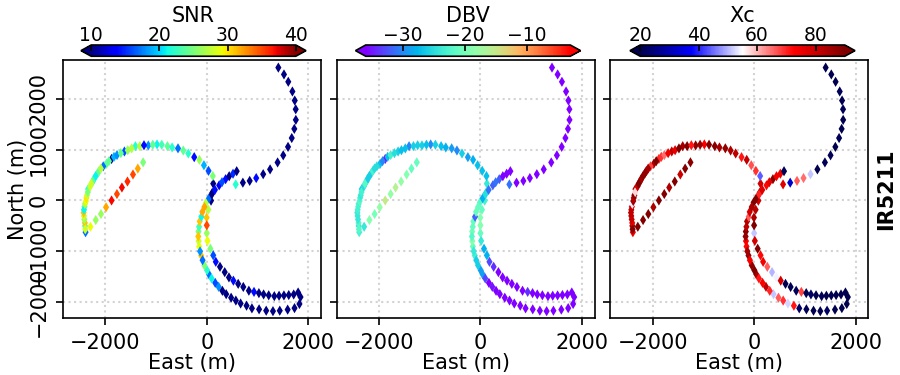 SNR DBV Xc
10 20 30 40 −30 −20 −10 20 40 60 80
North (m)
2000
1000
0
−1000
−2000
−2000 0 2000 −2000 0 2000 −2000 0 2000
East (m) East (m) East (m)
IR5211